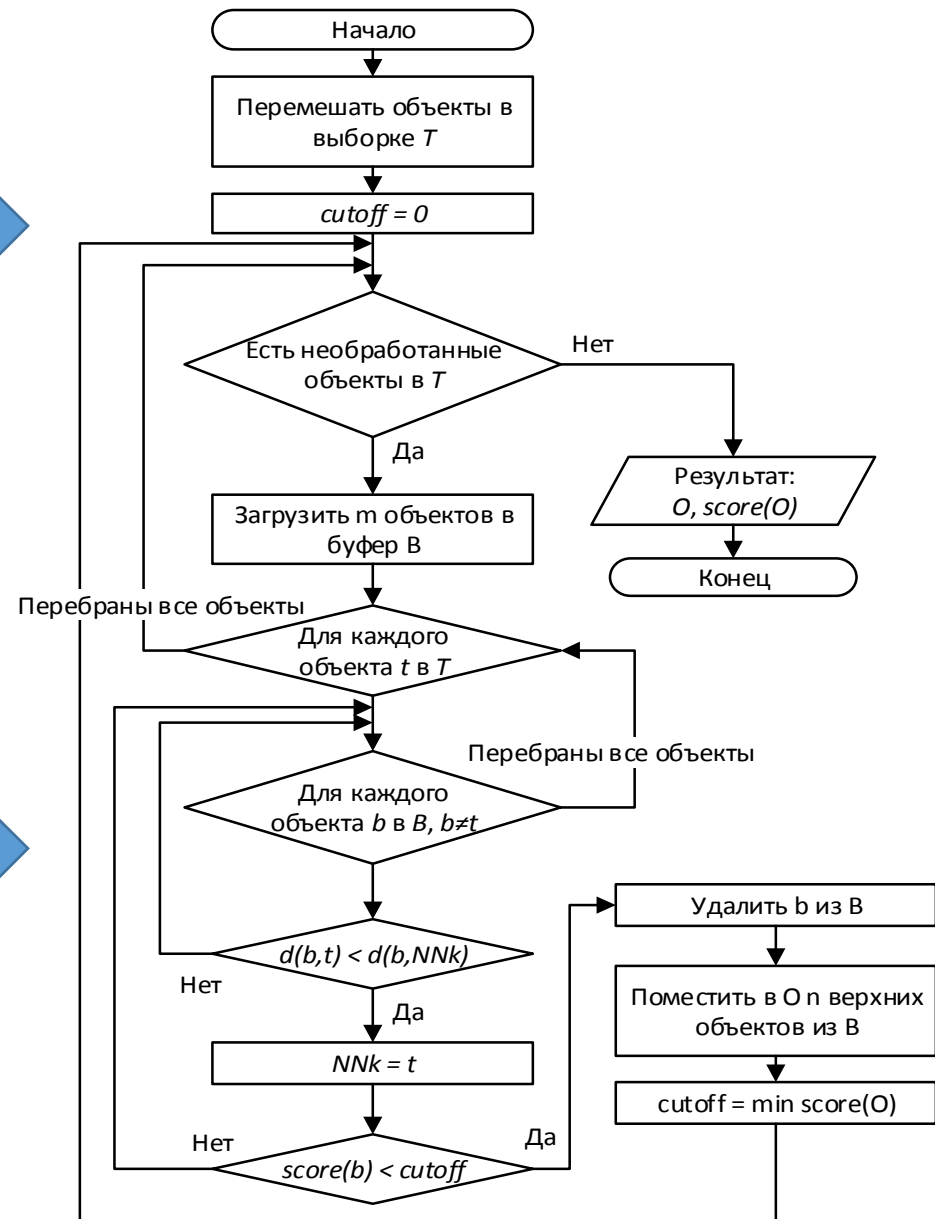 Начало
Перемешать объекты в
выборке T
cutoff = 0
Есть необработанные
объекты в T
Нет
Да
Результат:
O, score(O)
Загрузить m объектов в
буфер B
Конец
Перебраны все объекты
Для каждого
объекта t в T
Перебраны все объекты
Для каждого
объекта b в B, b≠t
Удалить b из B
d(b,t) < d(b,NNk)
Нет
Да
Поместить в O n верхних
объектов из B
NNk = t
cutoff = min score(O)
Нет
Да
score(b) < cutoff